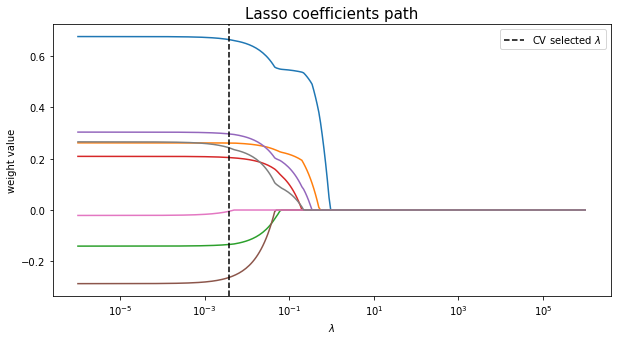 Lasso coefficients path
CV selected λ
weight value
0.6
0.4
0.2
0.0
−0.2
10⁻⁵
10⁻³
10⁻¹
10¹
10³
10⁵
λ